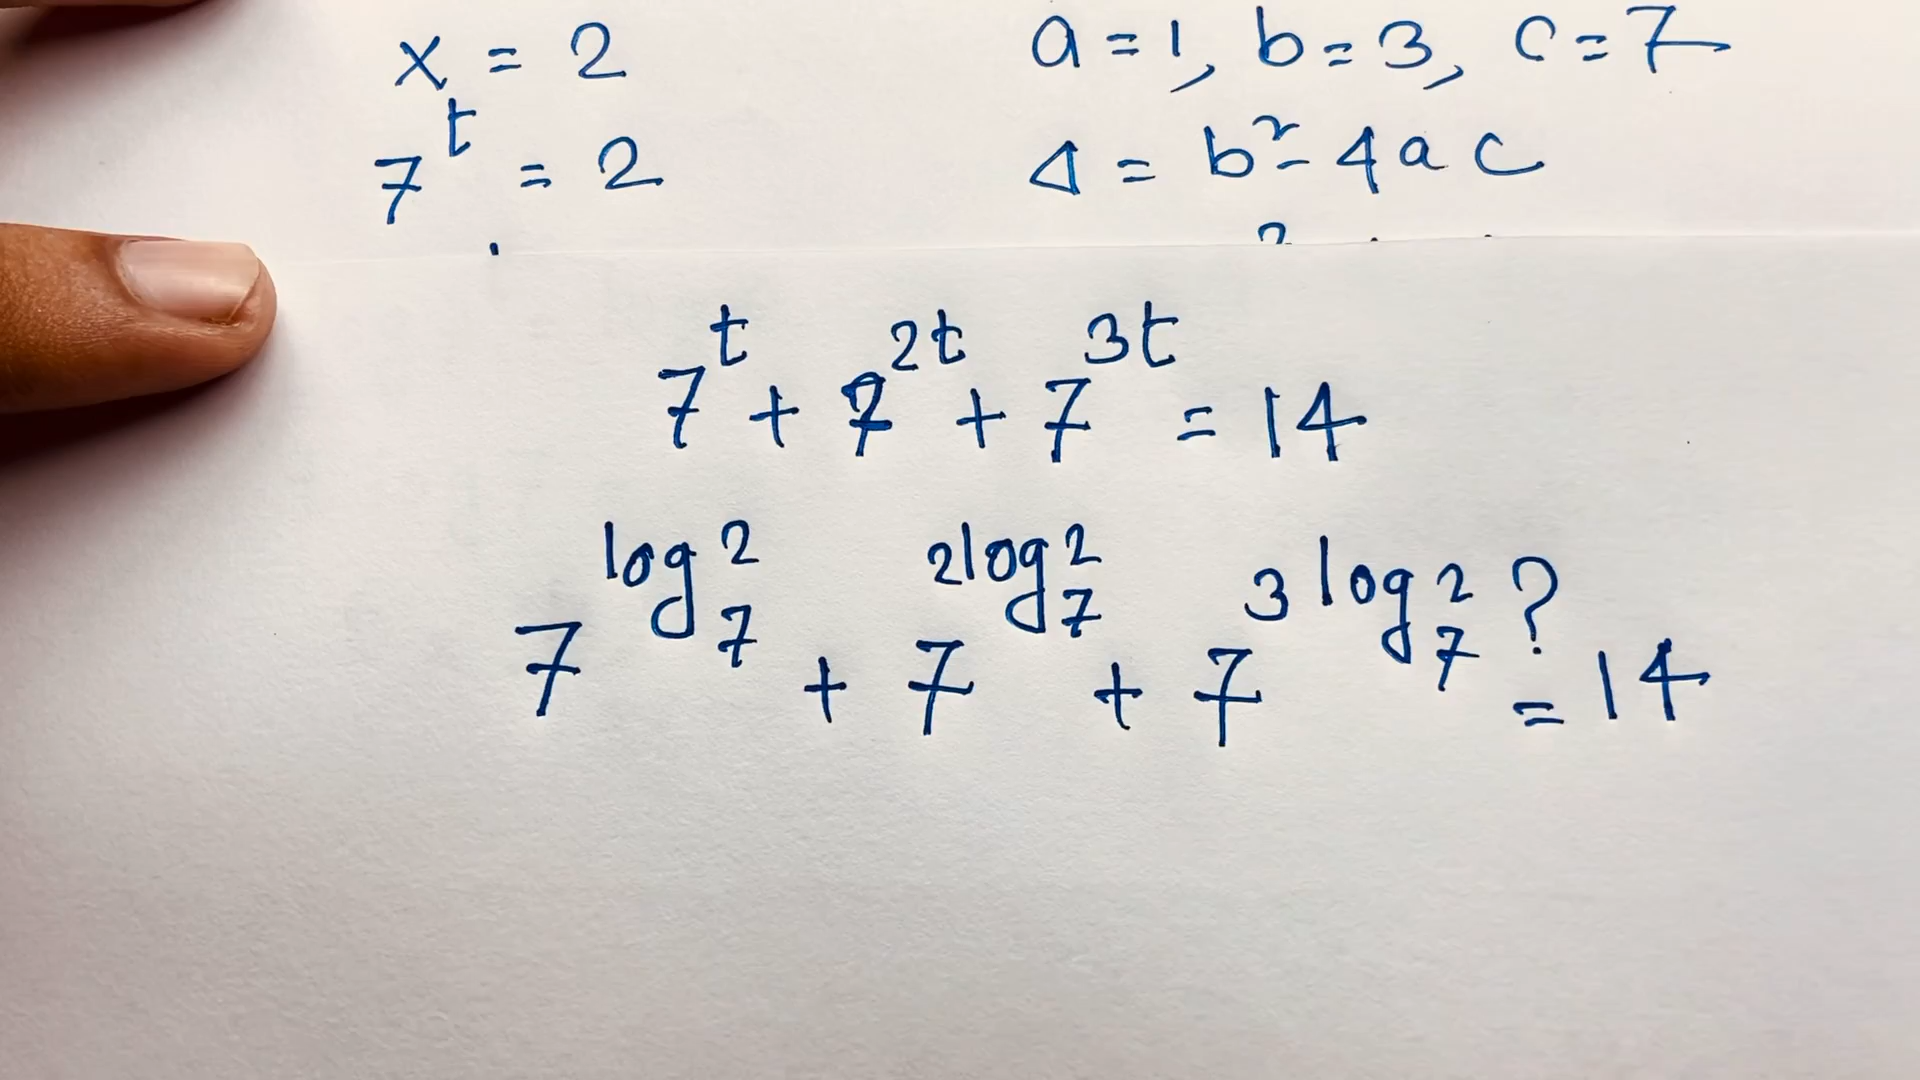 x = 2
a = 1, b = 3, c = 7
7^t = 2
Δ = b² - 4ac
7^t + 7^2t + 7^3t = 14
7^log₇2 + 7^2log₇2 + 7^3log₇2 ?= 14